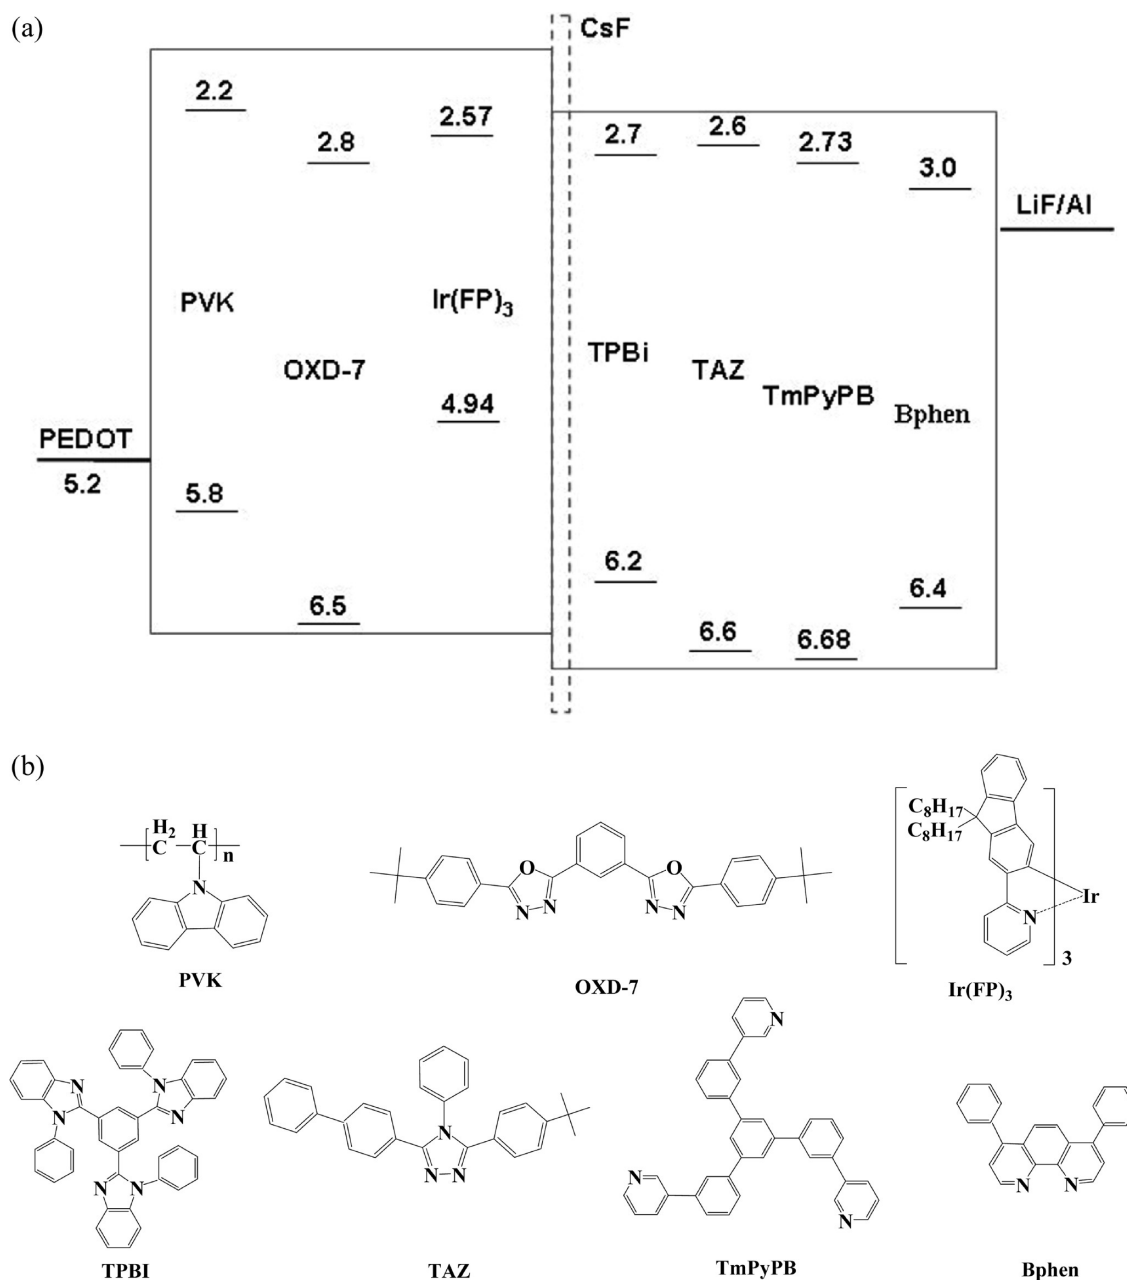 (a)
CsF
2.2
2.8
2.57
2.7
2.6
2.73
3.0
LiF/Al
PVK
OXD-7
Ir(FP)₃
TPBi
TAZ
TmPyPB
Bphen
4.94
PEDOT
5.2
5.8
6.5
6.2
6.6
6.68
6.4
(b)
H₂ H
C C n
N
PVK
O O
N N N N
OXD-7
C₈H₁₇
C₈H₁₇
Ir
N
3
Ir(FP)₃
N N
N N
N N
TPBI
N
N N
TAZ
N
N
N
TmPyPB
N N
Bphen